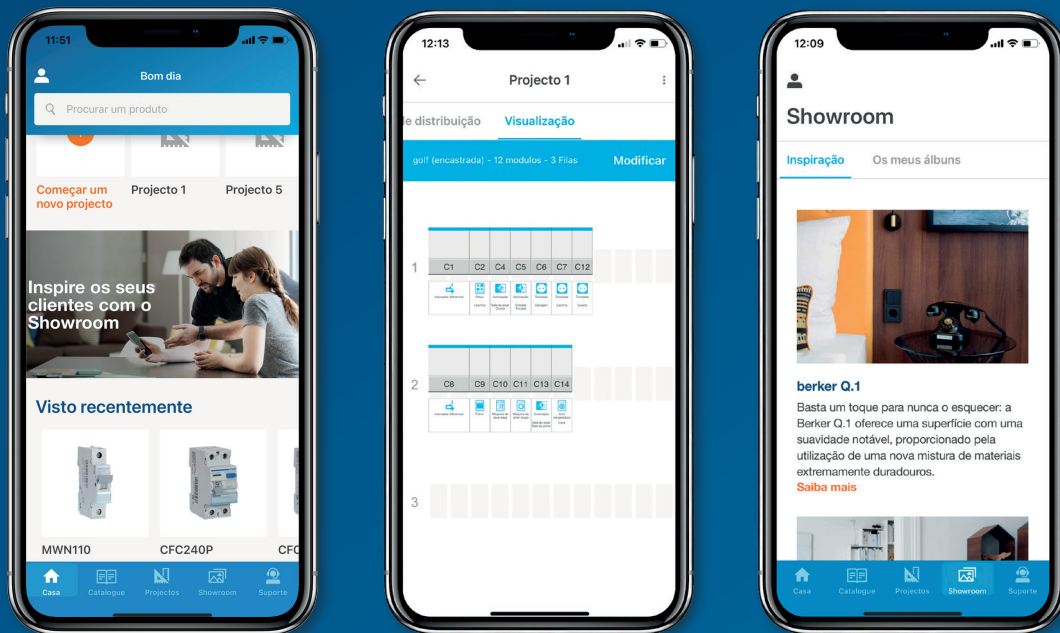 11:51
Bom dia
Procurar um produto
Começar um
novo projecto
Projecto 1
Projecto 5
Inspire os seus
clientes com o
Showroom
Visto recentemente
MWN110
CFC240P
CFC
Casa
Catalogue
Projectos
Showroom
Suporte
12:13
Projecto 1
de distribuição
Visualização
golf (encastrada) - 12 modulos - 3 Filas
Modificar
1
C1 C2 C4 C5 C6 C7 C12
2
C8 C9 C10 C11 C13 C14
3
12:09
Showroom
Inspiração
Os meus álbuns
berker Q.1
Basta um toque para nunca o esquecer: a
Berker Q.1 oferece uma superfície com uma
suavidade notável, proporcionado pela
utilização de uma nova mistura de materiais
extremamente duradouros.
Saiba mais
Casa
Catalogue
Projectos
Showroom
Suporte